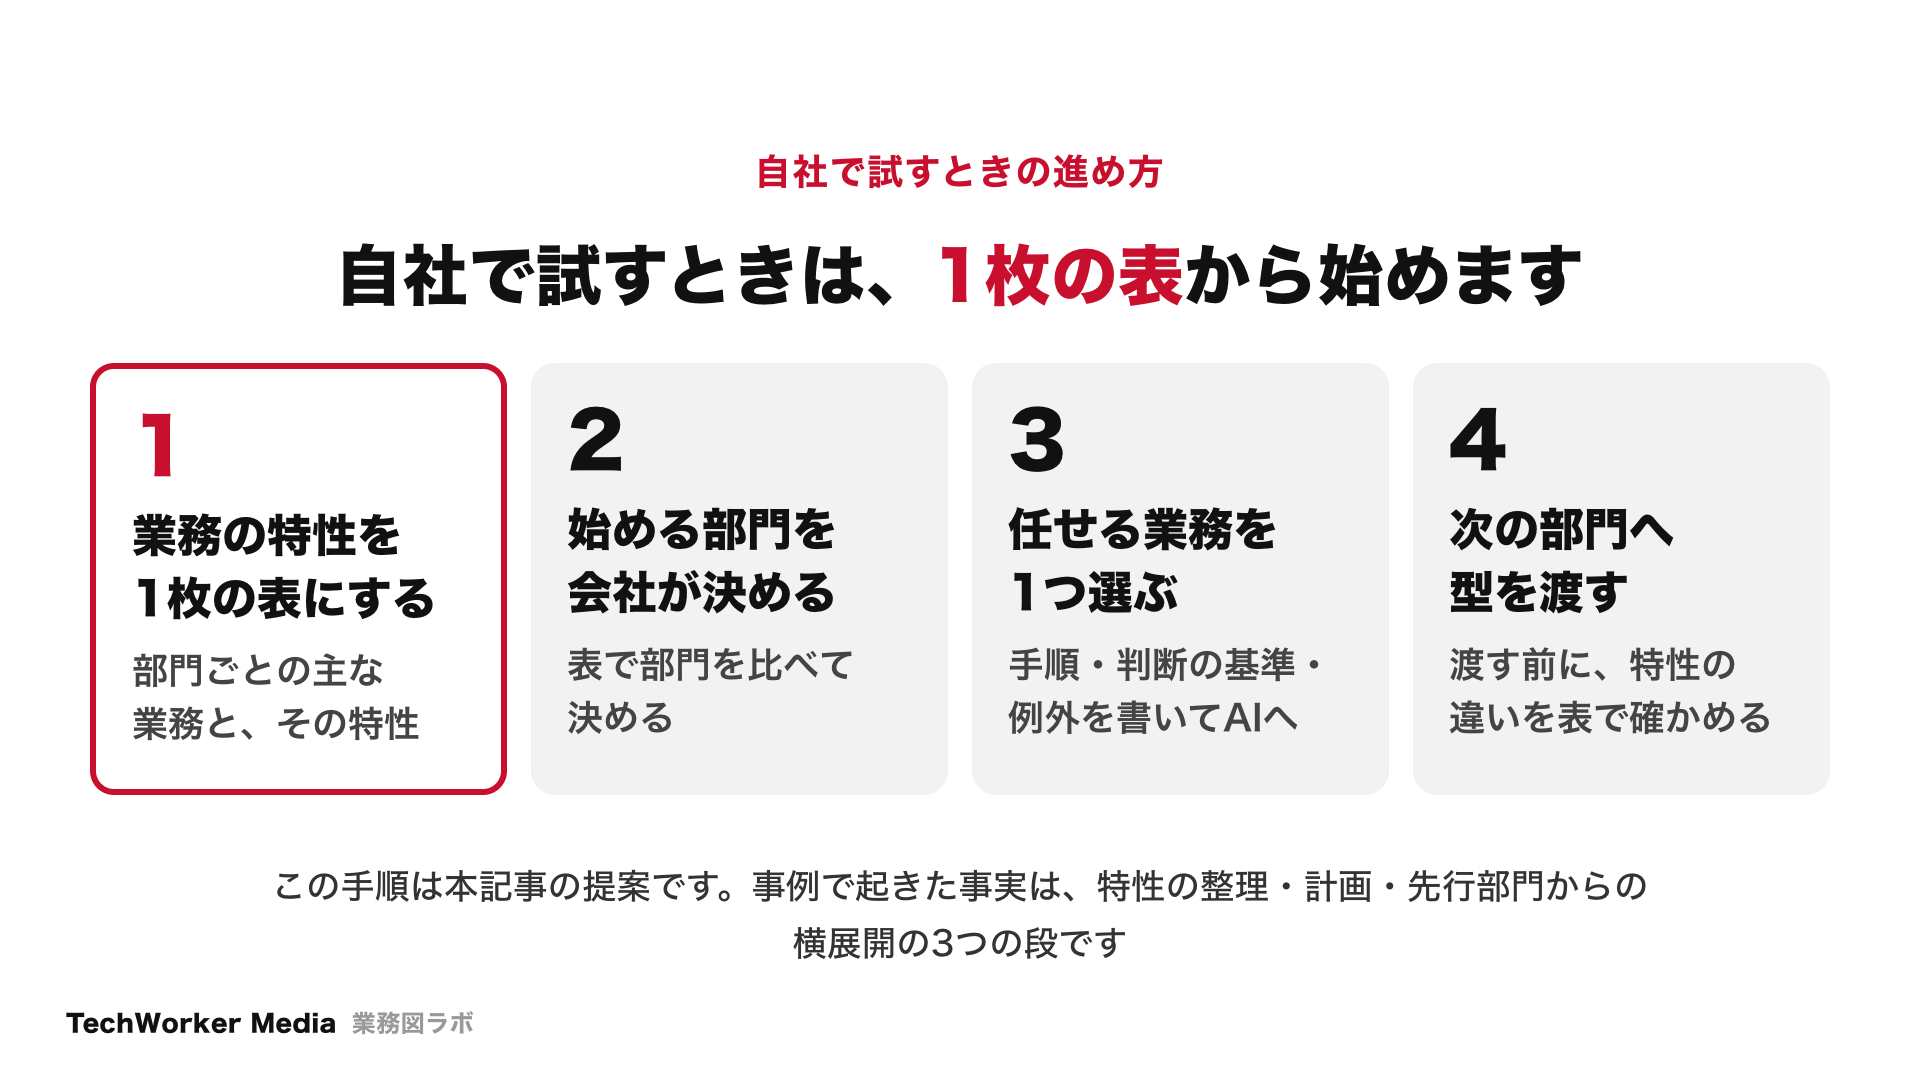 自社で試すときの進め方
自社で試すときは、1枚の表から始めます
1
業務の特性を
1枚の表にする
部門ごとの主な
業務と、その特性
2
始める部門を
会社が決める
表で部門を比べて
決める
3
任せる業務を
1つ選ぶ
手順・判断の基準・
例外を書いてAIへ
4
次の部門へ
型を渡す
渡す前に、特性の
違いを表で確かめる
この手順は本記事の提案です。事例で起きた事実は、特性の整理・計画・先行部門からの
横展開の3つの段です
TechWorker Media 業務図ラボ